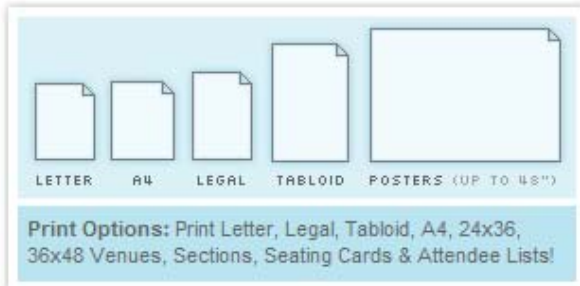 LETTER A4 LEGAL TABLOID POSTERS (UP TO 48")
Print Options: Print Letter, Legal, Tabloid, A4, 24x36,
36x48 Venues, Sections, Seating Cards & Attendee Lists!